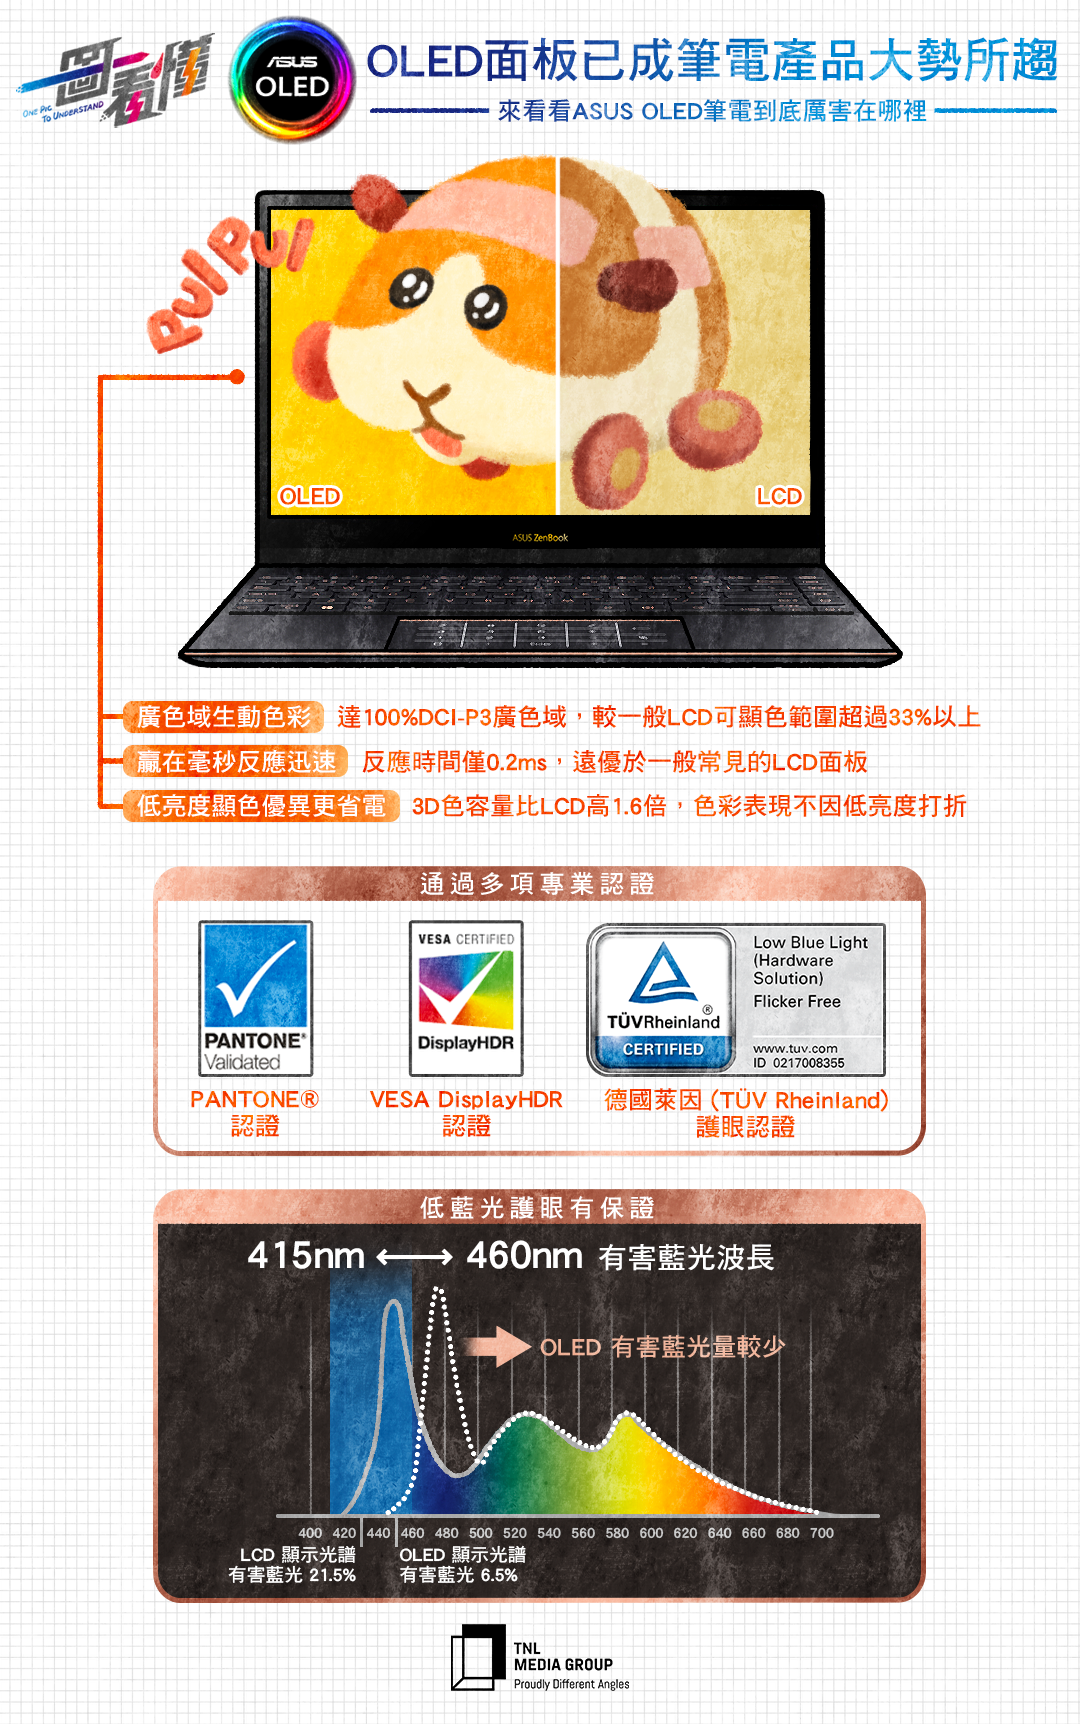 一圖看懂
ONE PIC
TO UNDERSTAND
ASUS
OLED
OLED面板已成筆電產品大勢所趨
來看看ASUS OLED筆電到底厲害在哪裡
PUI PUI
OLED
LCD
ASUS ZenBook
廣色域生動色彩 達100%DCI-P3廣色域，較一般LCD可顯色範圍超過33%以上
贏在毫秒反應迅速 反應時間僅0.2ms，遠優於一般常見的LCD面板
低亮度顯色優異更省電 3D色容量比LCD高1.6倍，色彩表現不因低亮度打折
通過多項專業認證
PANTONE®
Validated
VESA CERTIFIED
DisplayHDR
TÜVRheinland®
CERTIFIED
Low Blue Light
(Hardware
Solution)
Flicker Free
www.tuv.com
ID 0217008355
PANTONE®
認證
VESA DisplayHDR
認證
德國萊因 (TÜV Rheinland)
護眼認證
低藍光護眼有保證
415nm ⟷ 460nm 有害藍光波長
OLED 有害藍光量較少
400 420 440 460 480 500 520 540 560 580 600 620 640 660 680 700
LCD 顯示光譜
有害藍光 21.5%
OLED 顯示光譜
有害藍光 6.5%
TNL
MEDIA GROUP
Proudly Different Angles